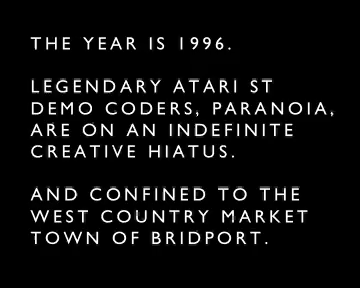 THE YEAR IS 1996.
LEGENDARY ATARI ST
DEMO CODERS, PARANOIA,
ARE ON AN INDEFINITE
CREATIVE HIATUS.
AND CONFINED TO THE
WEST COUNTRY MARKET
TOWN OF BRIDPORT.